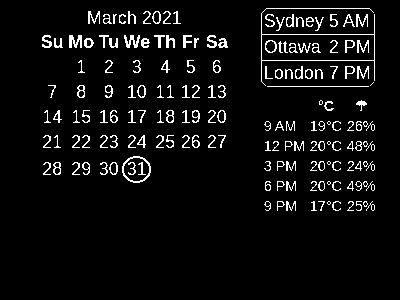 March 2021
Su Mo Tu We Th Fr Sa
1 2 3 4 5 6
7 8 9 10 11 12 13
14 15 16 17 18 19 20
21 22 23 24 25 26 27
28 29 30 31
Sydney 5 AM
Ottawa 2 PM
London 7 PM
°C ☂
9 AM 19°C 26%
12 PM 20°C 48%
3 PM 20°C 24%
6 PM 20°C 49%
9 PM 17°C 25%